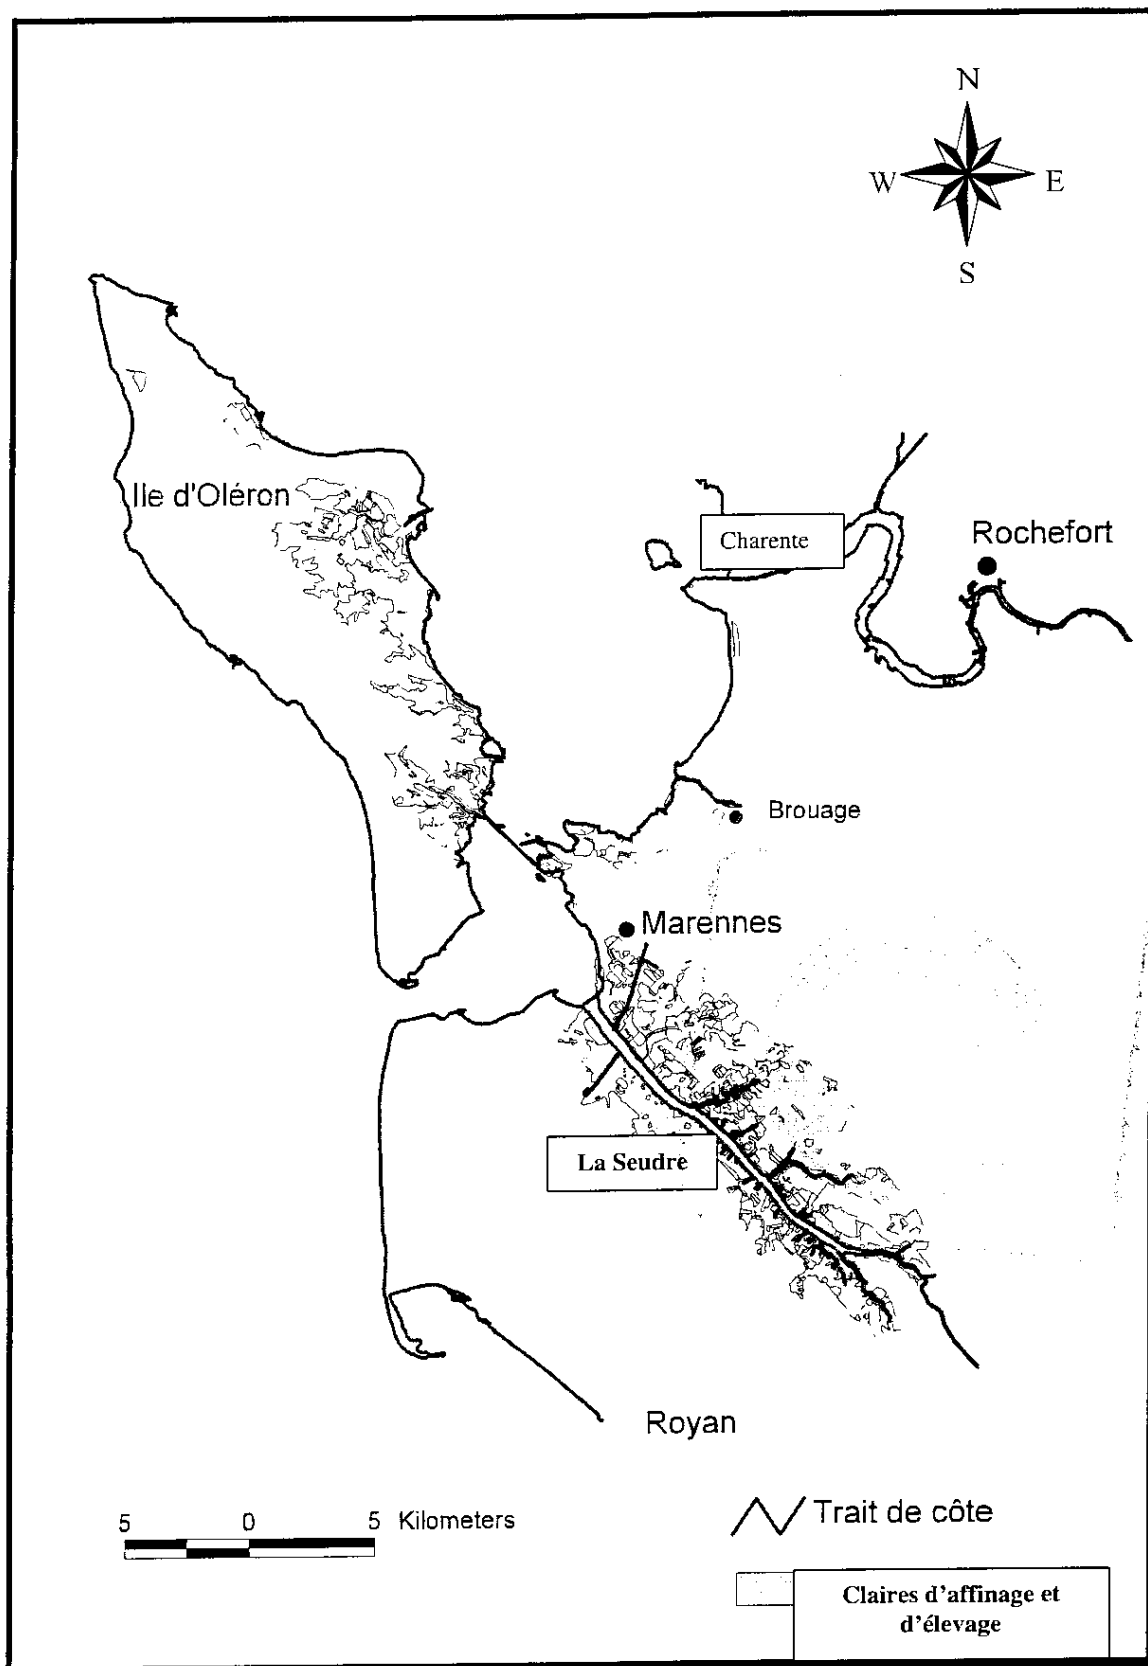 N
W E
S
Ile d'Oléron
Charente
Rochefort
Brouage
Marennes
La Seudre
Royan
5 0 5 Kilometers
Trait de côte
Claires d'affinage et
d'élevage